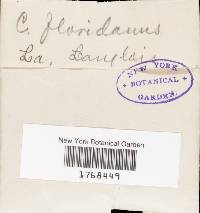 C. floridanus
La, Langlois
NEW YORK
BOTANICAL
GARDEN.
New York Botanical Garden
1768449